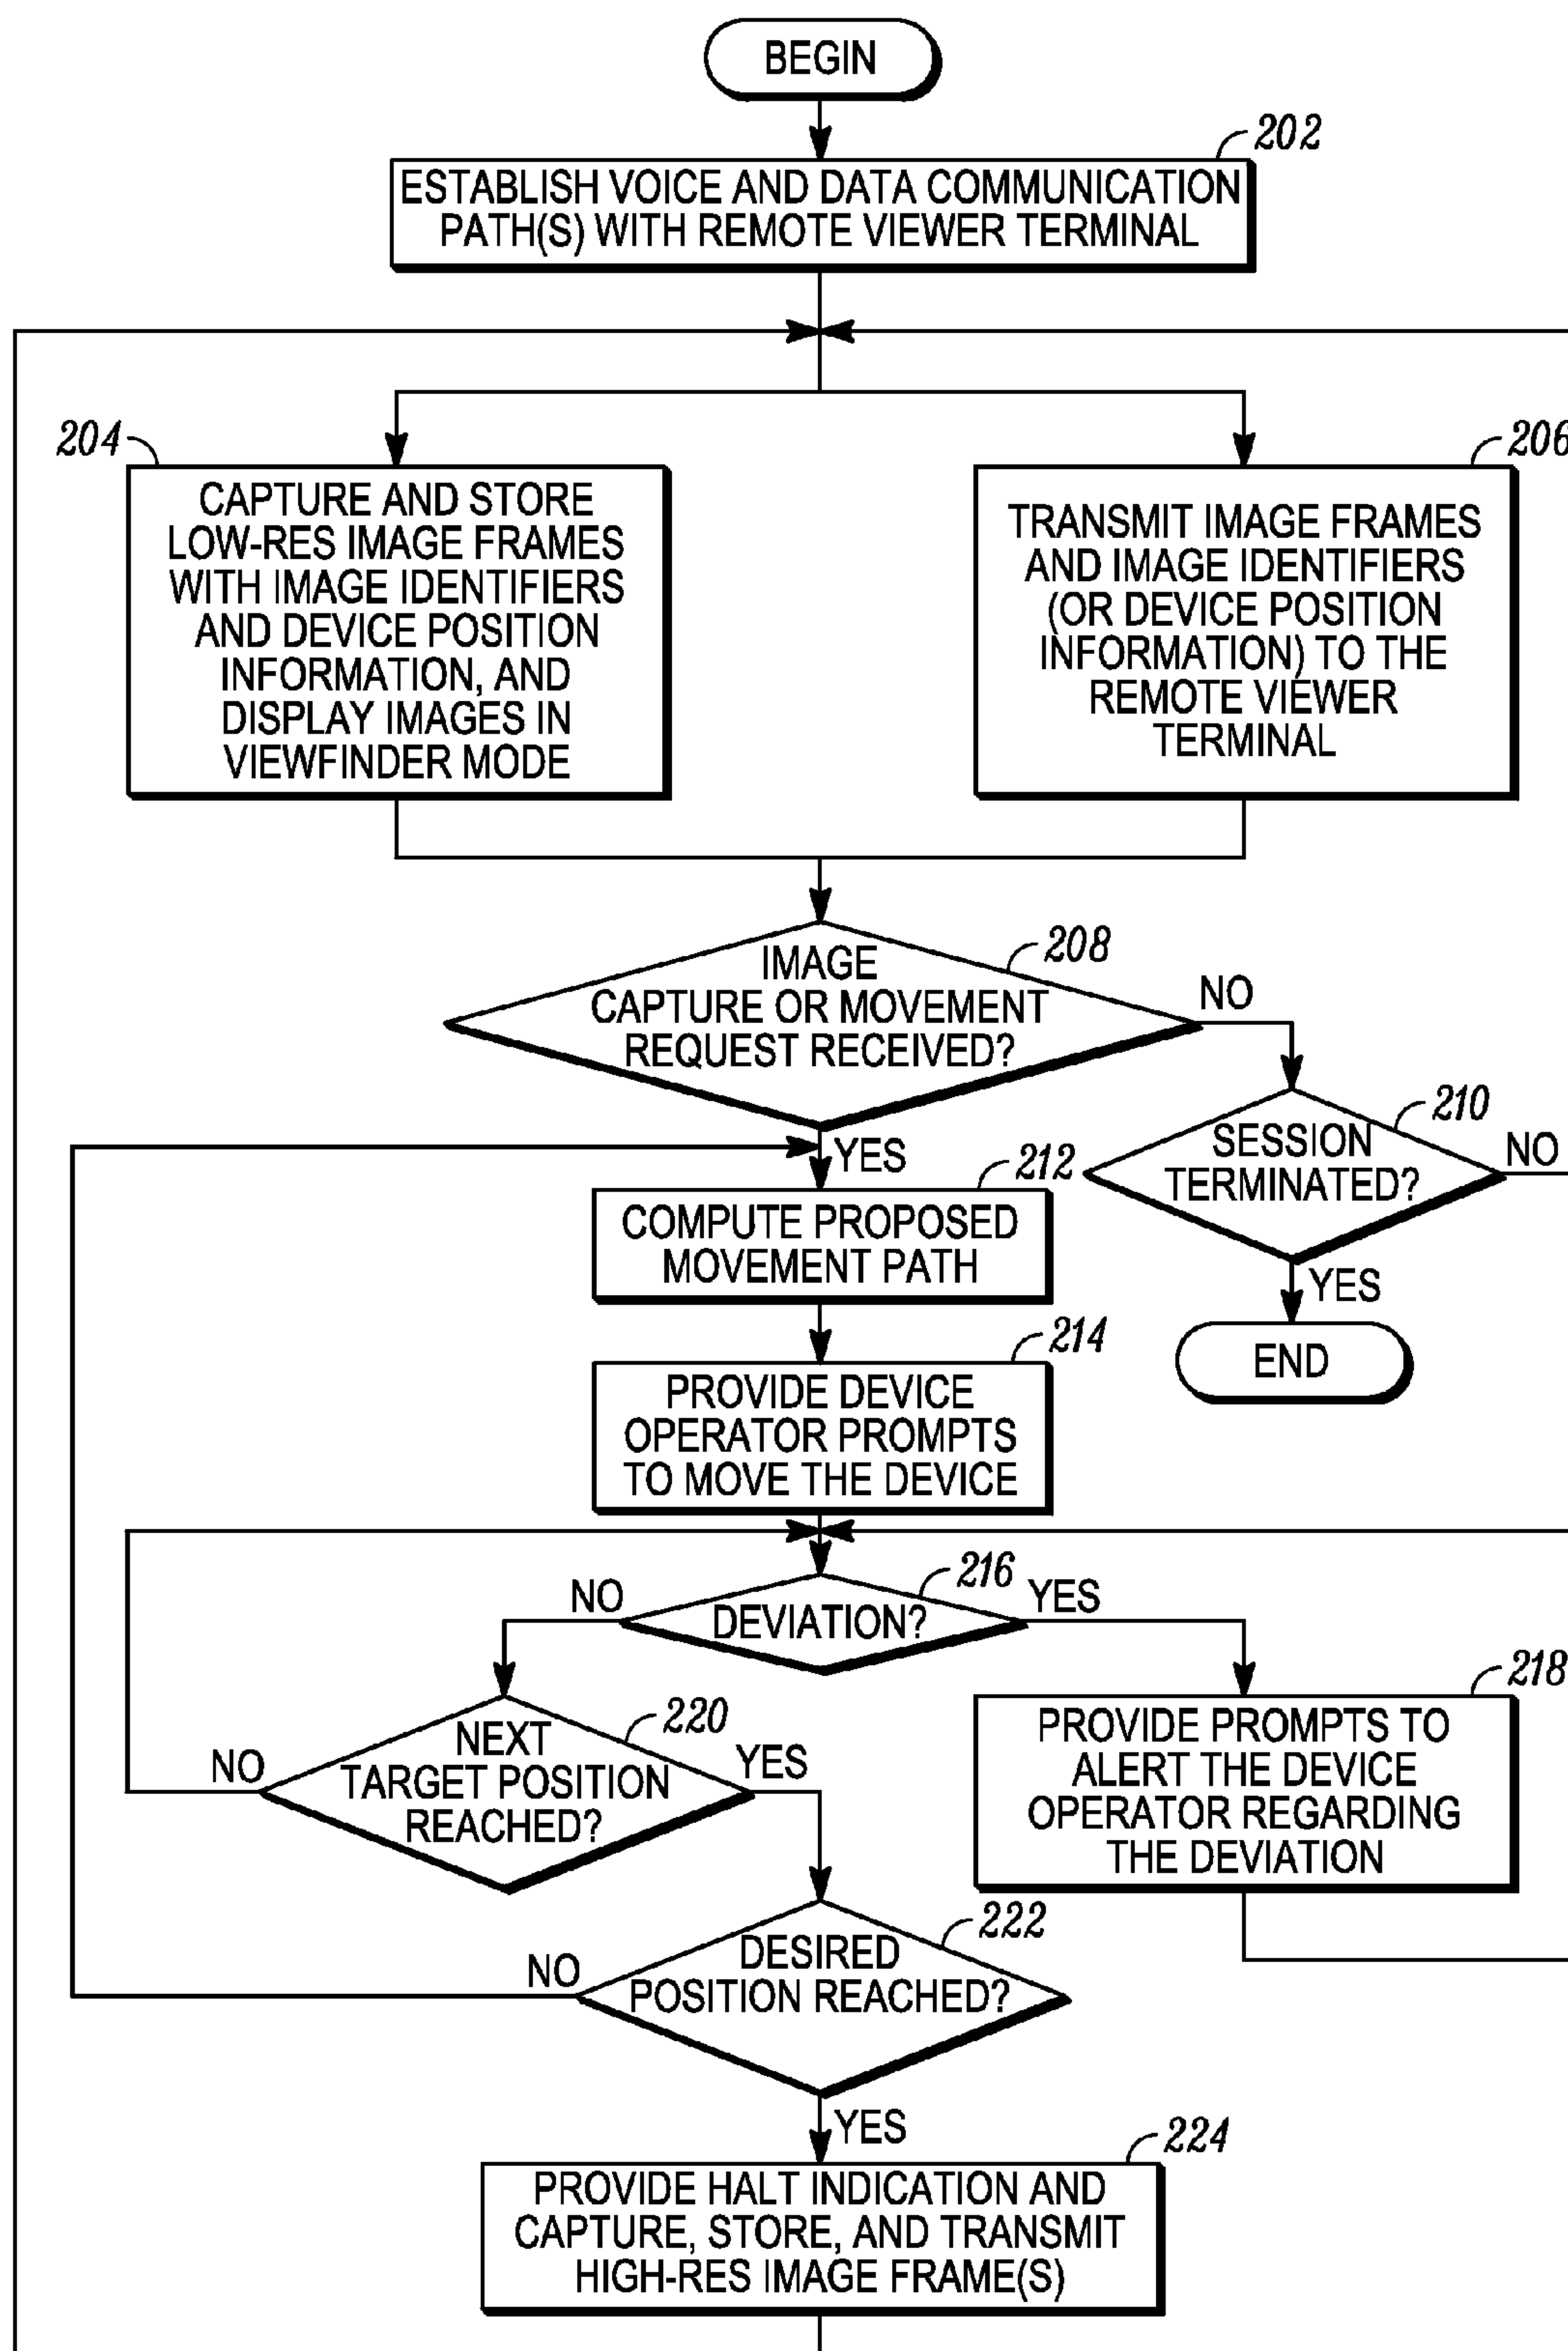 BEGIN
202
ESTABLISH VOICE AND DATA COMMUNICATION
PATH(S) WITH REMOTE VIEWER TERMINAL
204
CAPTURE AND STORE
LOW-RES IMAGE FRAMES
WITH IMAGE IDENTIFIERS
AND DEVICE POSITION
INFORMATION, AND
DISPLAY IMAGES IN
VIEWFINDER MODE
206
TRANSMIT IMAGE FRAMES
AND IMAGE IDENTIFIERS
(OR DEVICE POSITION
INFORMATION) TO THE
REMOTE VIEWER
TERMINAL
208
IMAGE
CAPTURE OR MOVEMENT
REQUEST RECEIVED?
NO
210
SESSION
TERMINATED?
NO
YES
END
YES
212
COMPUTE PROPOSED
MOVEMENT PATH
214
PROVIDE DEVICE
OPERATOR PROMPTS
TO MOVE THE DEVICE
216
DEVIATION?
NO
YES
218
PROVIDE PROMPTS TO
ALERT THE DEVICE
OPERATOR REGARDING
THE DEVIATION
220
NEXT
TARGET POSITION
REACHED?
NO
YES
222
DESIRED
POSITION REACHED?
NO
YES
224
PROVIDE HALT INDICATION AND
CAPTURE, STORE, AND TRANSMIT
HIGH-RES IMAGE FRAME(S)